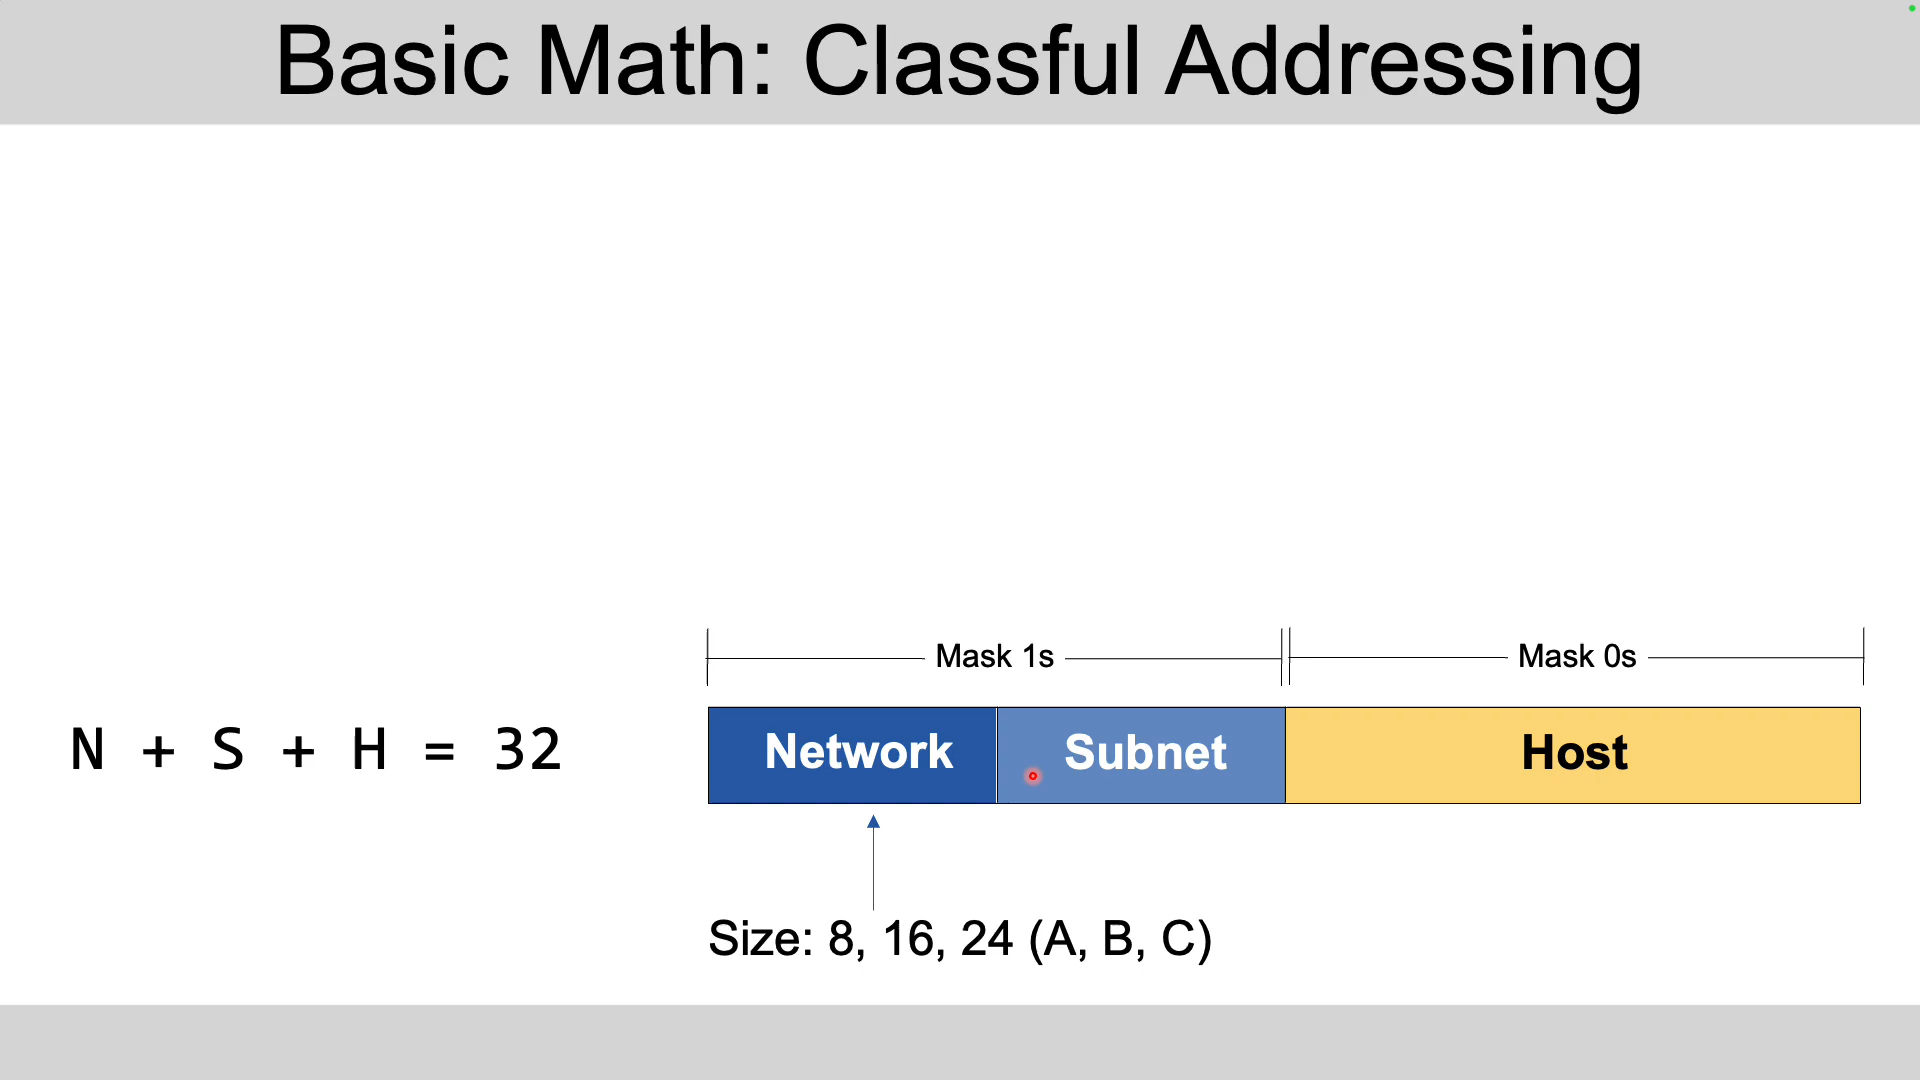 Basic Math: Classful Addressing
Mask 1s
Mask 0s
N + S + H = 32
Network
Subnet
Host
Size: 8, 16, 24 (A, B, C)